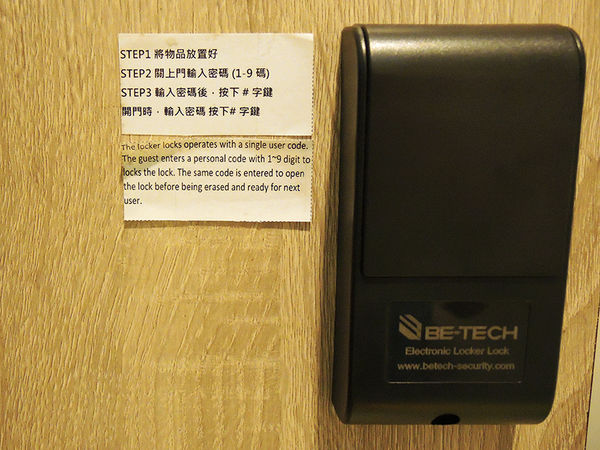 STEP1 將物品放置好
STEP2 關上門輸入密碼 (1-9 碼)
STEP3 輸入密碼後，按下 # 字鍵
開門時，輸入密碼 按下# 字鍵
The locker locks operates with a single user code.
The guest enters a personal code with 1~9 digit to
locks the lock. The same code is entered to open
the lock before being erased and ready for next
user.
BE-TECH
Electronic Locker Lock
www.betech-security.com